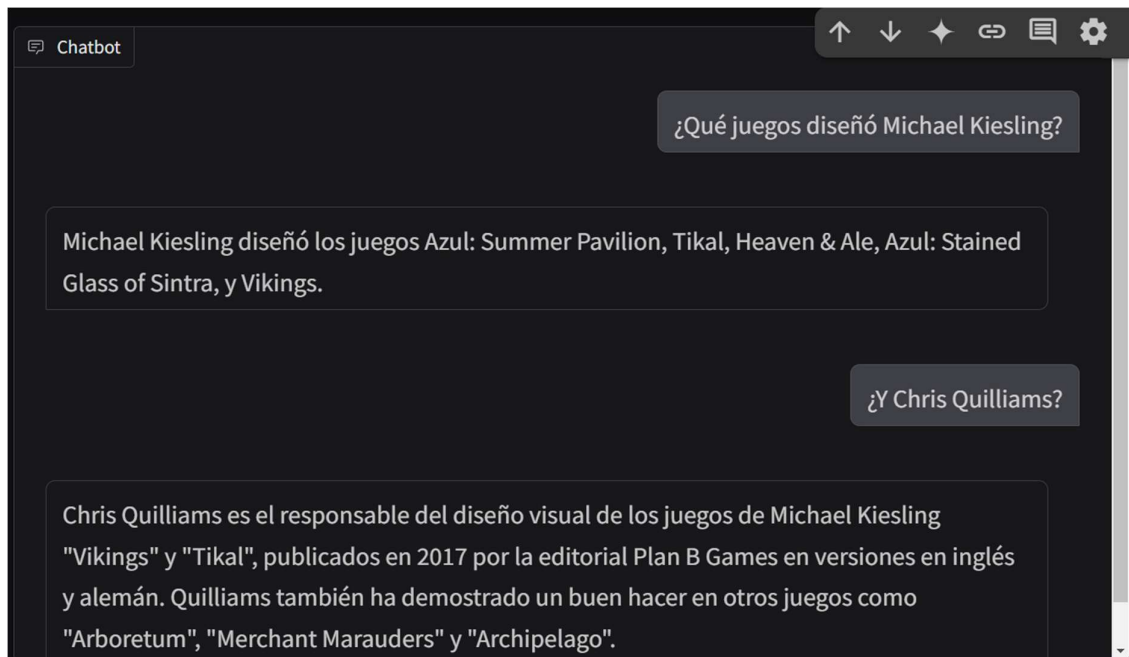 Chatbot
¿Qué juegos diseñó Michael Kiesling?
Michael Kiesling diseñó los juegos Azul: Summer Pavilion, Tikal, Heaven & Ale, Azul: Stained
Glass of Sintra, y Vikings.
¿Y Chris Quilliams?
Chris Quilliams es el responsable del diseño visual de los juegos de Michael Kiesling
"Vikings" y "Tikal", publicados en 2017 por la editorial Plan B Games en versiones en inglés
y alemán. Quilliams también ha demostrado un buen hacer en otros juegos como
"Arboretum", "Merchant Marauders" y "Archipelago".